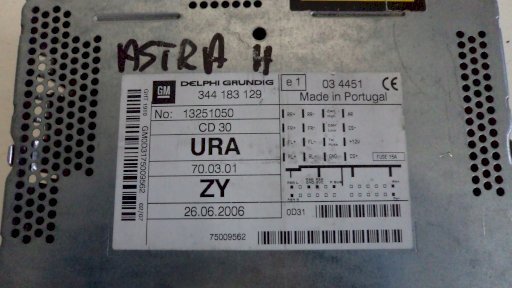 ASTRA H
GM
DELPHI GRUNDIG
344 183 129
e1
03 4451
CE
Made in Portugal
No: 13251050
CD 30
URA
70.03.01
ZY
26.06.2006
0D31
75009562
FUSE 15A
GM0003175009562